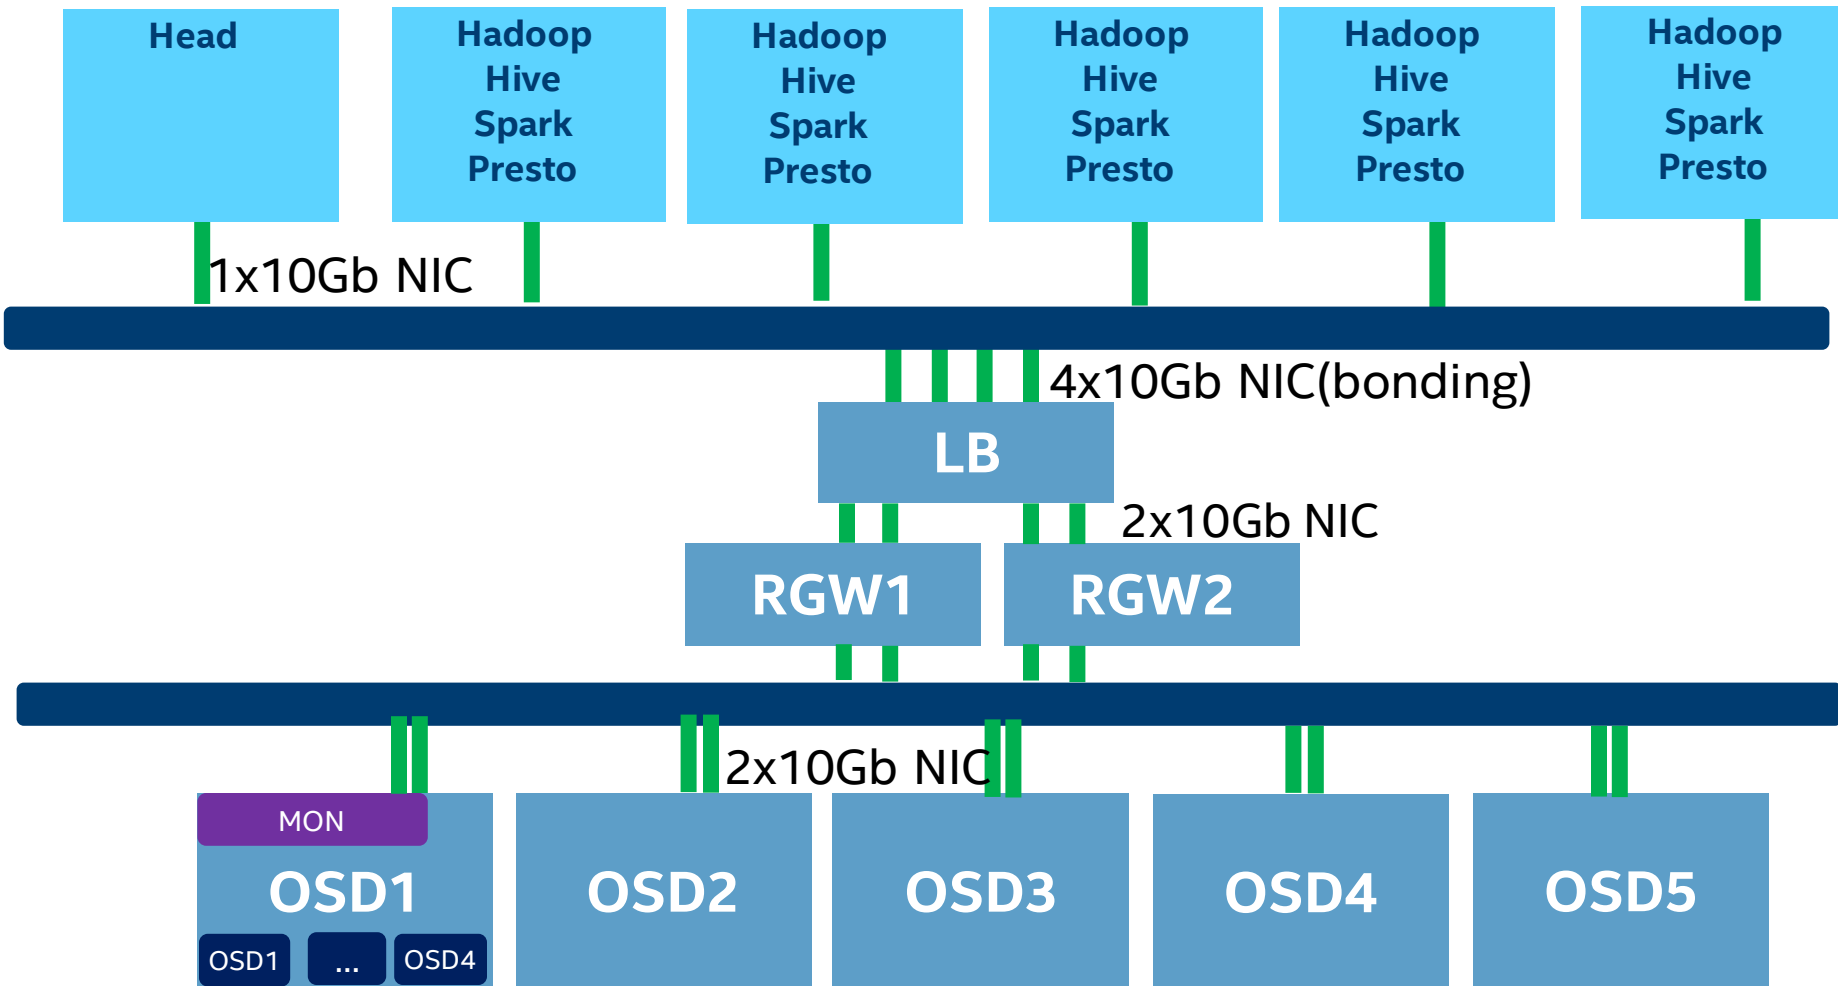 Head
Hadoop
Hive
Spark
Presto
Hadoop
Hive
Spark
Presto
Hadoop
Hive
Spark
Presto
Hadoop
Hive
Spark
Presto
Hadoop
Hive
Spark
Presto
1x10Gb NIC
4x10Gb NIC(bonding)
LB
2x10Gb NIC
RGW1
RGW2
2x10Gb NIC
MON
OSD1
OSD1
...
OSD4
OSD2
OSD3
OSD4
OSD5